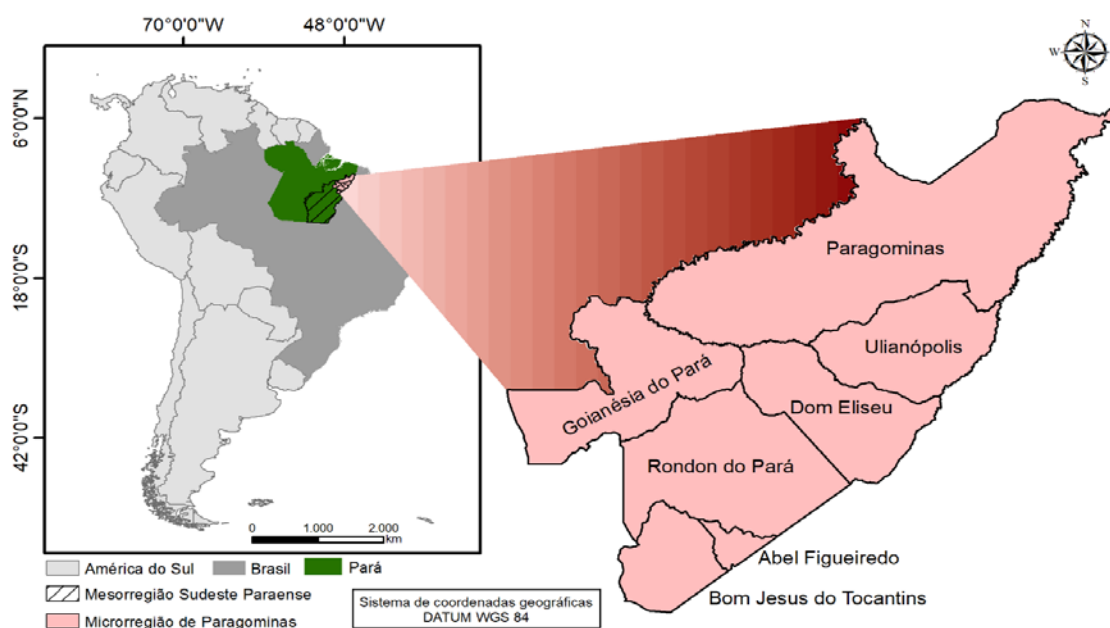 70°0'0"W
48°0'0"W
6°0'0"N
18°0'0"S
42°0'0"S
N
W
E
S
Paragominas
Ulianópolis
Goianésia do Pará
Dom Eliseu
Rondon do Pará
Abel Figueiredo
Bom Jesus do Tocantins
0 1.000 2.000
km
América do Sul Brasil Pará
Mesorregião Sudeste Paraense
Microrregião de Paragominas
Sistema de coordenadas geográficas
DATUM WGS 84